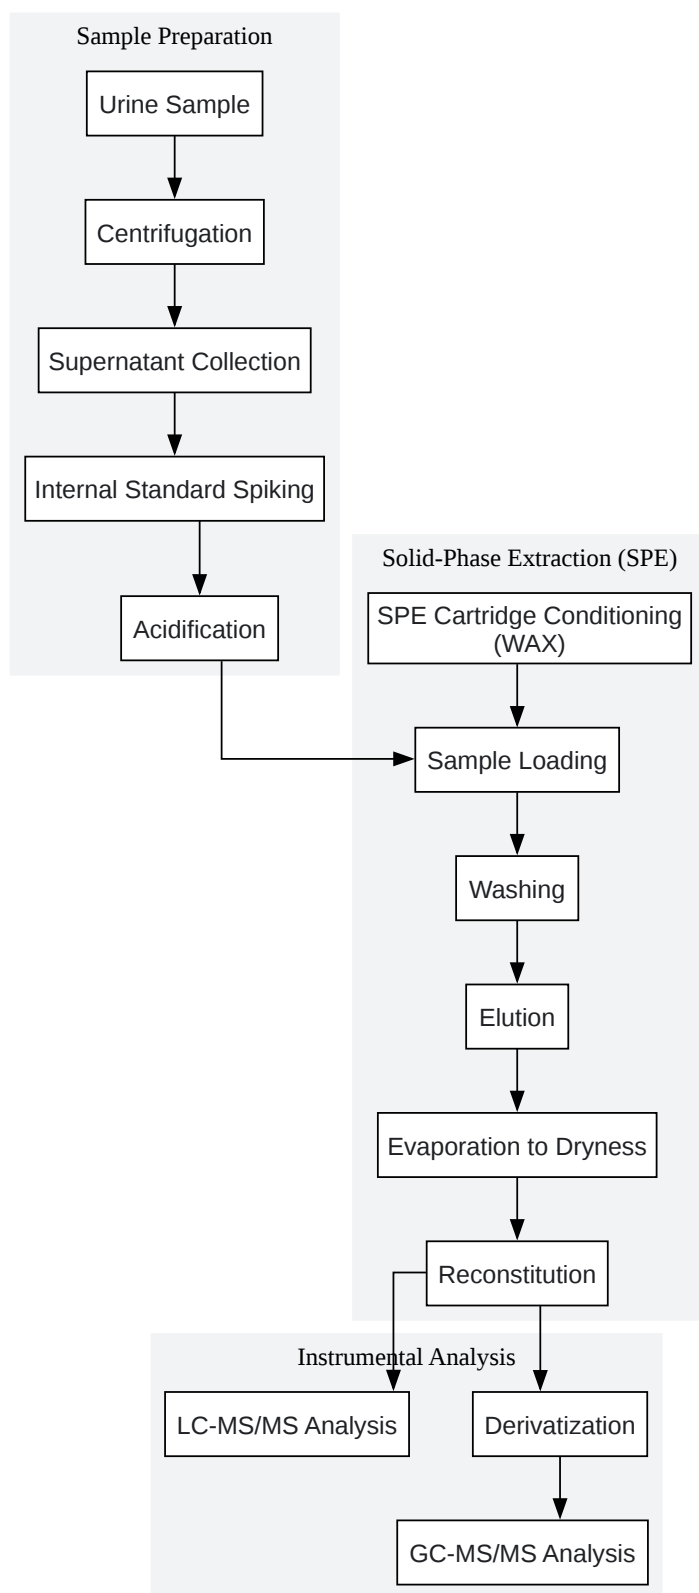 Sample Preparation
Urine Sample
Centrifugation
Supernatant Collection
Internal Standard Spiking
Acidification
Solid-Phase Extraction (SPE)
SPE Cartridge Conditioning
(WAX)
Sample Loading
Washing
Elution
Evaporation to Dryness
Reconstitution
Instrumental Analysis
LC-MS/MS Analysis
Derivatization
GC-MS/MS Analysis